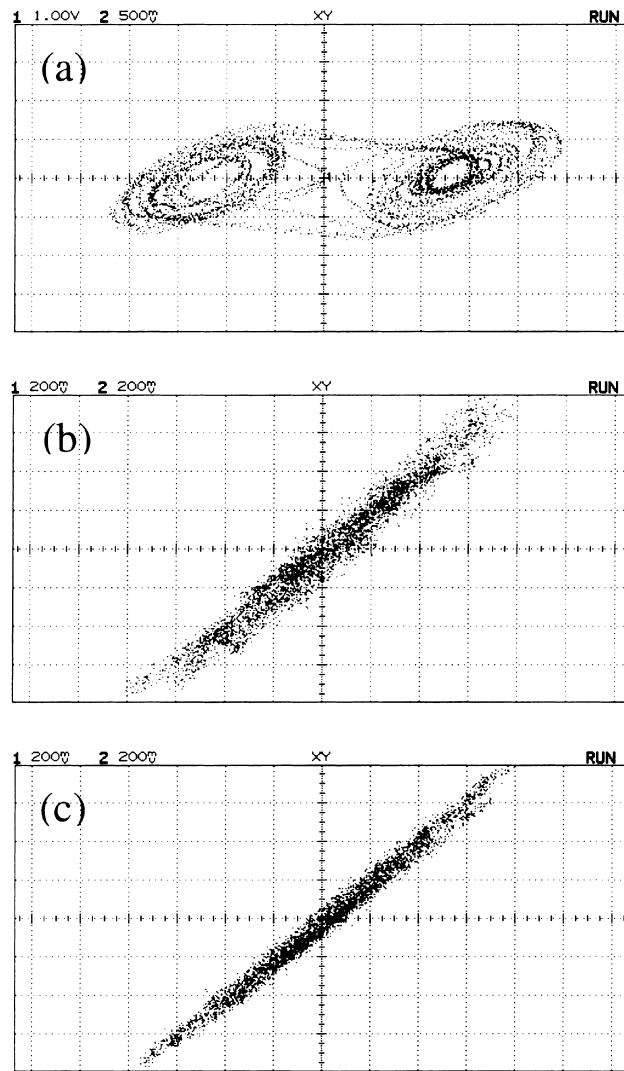 1 1.00V 2 500mV XY RUN
(a)
1 200mV 2 200mV XY RUN
(b)
1 200mV 2 200mV XY RUN
(c)